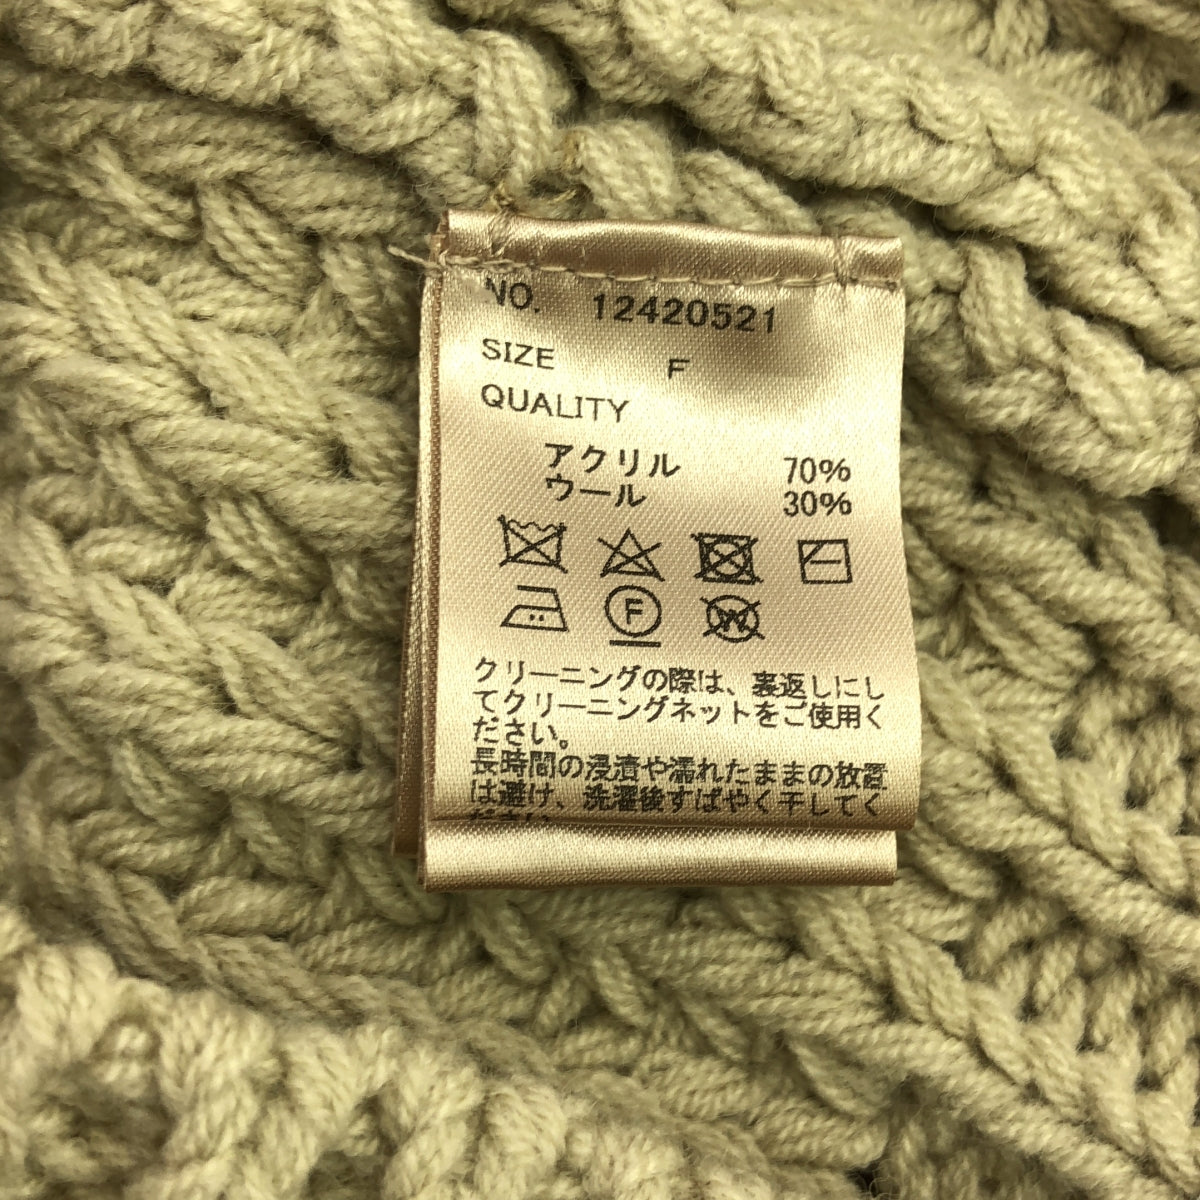 NO. 12420521
SIZE F
QUALITY
アクリル 70%
ウール 30%
F
W
クリーニングの際は、裏返しにし
てクリーニングネットをご使用く
ださい。
長時間の浸漬や濡れたままの放置
は避け、洗濯後すばやく干してく
ださい。